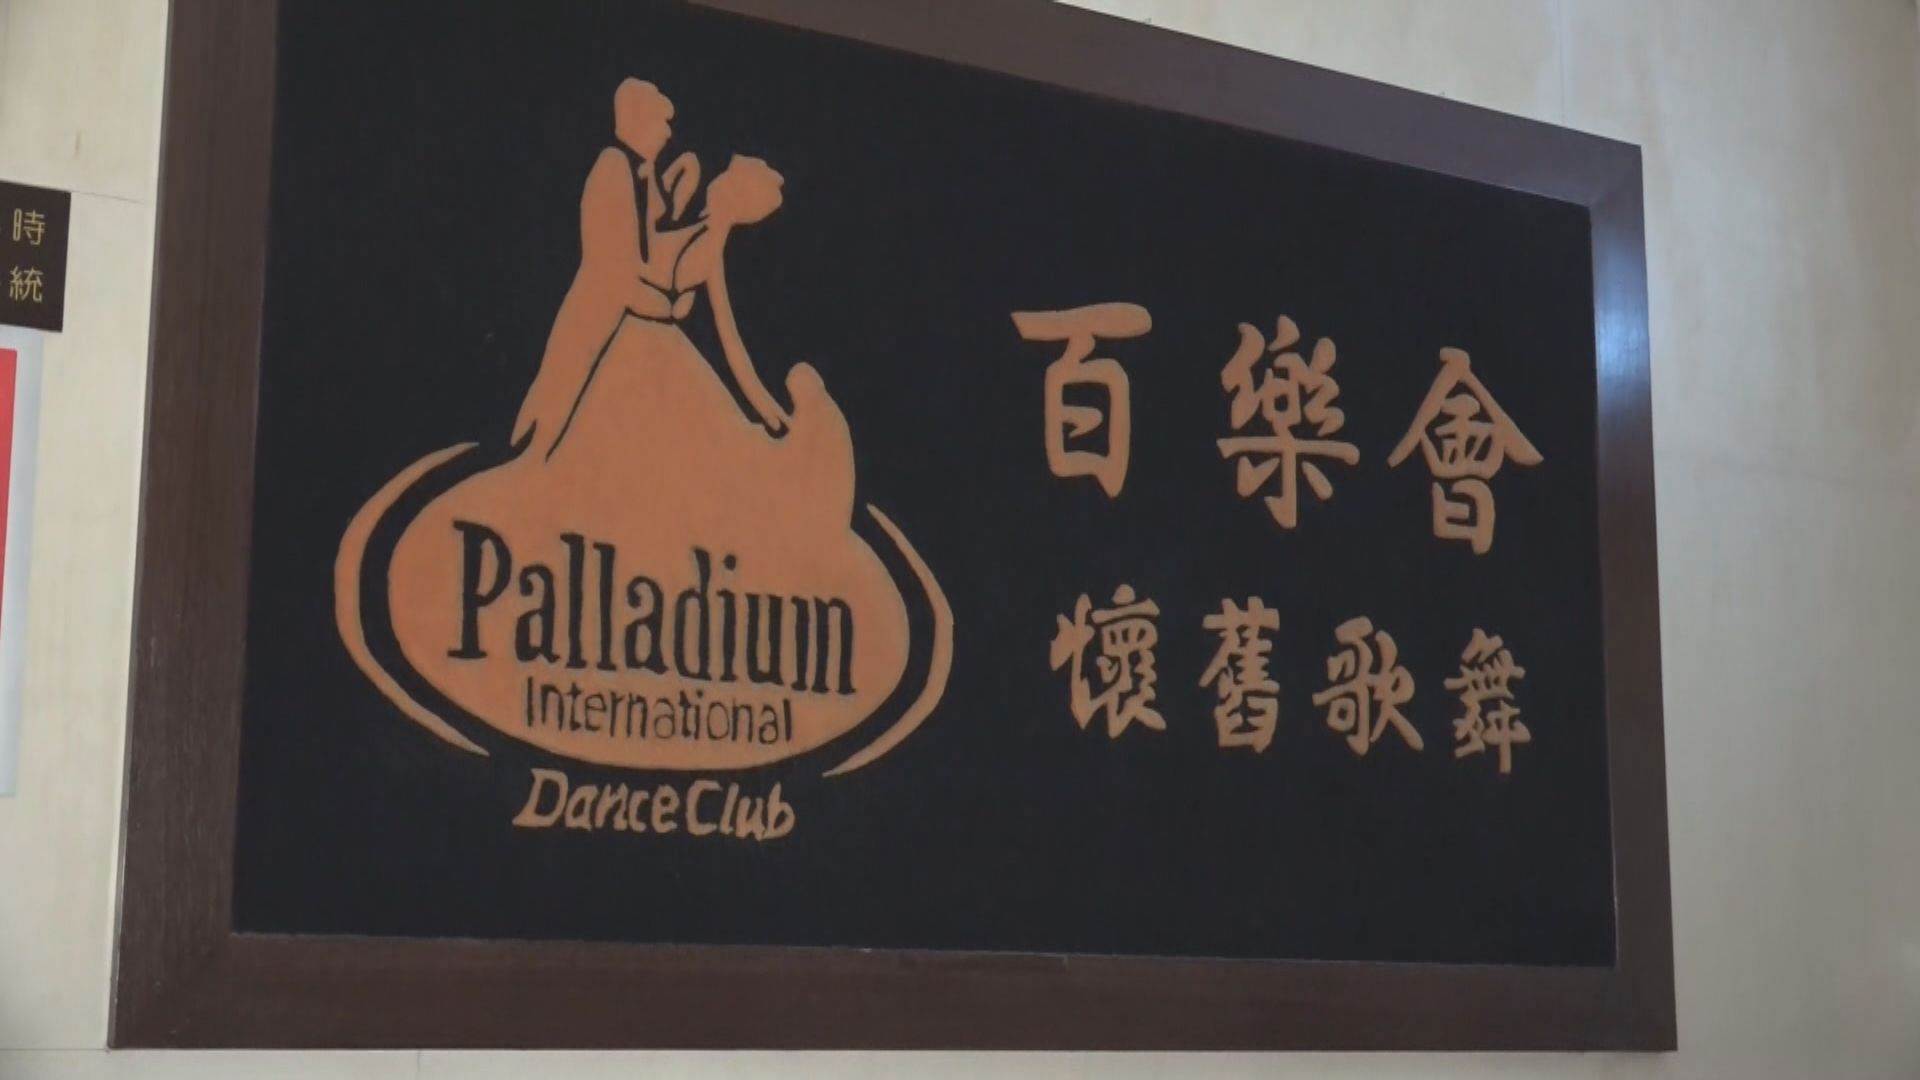 時
統
Palladium
International
Dance Club
百樂會
懷舊歌舞